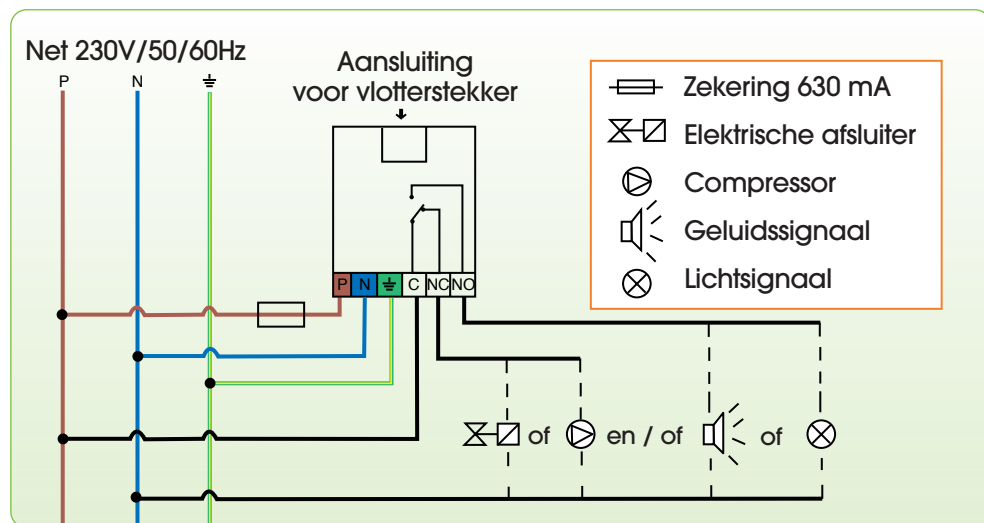 Net 230V/50/60Hz
P N
Aansluiting
voor vlotterstekker
Zekering 630 mA
Elektrische afsluiter
Compressor
Geluidssignaal
Lichtsignaal
P N C NC NO
of en / of of